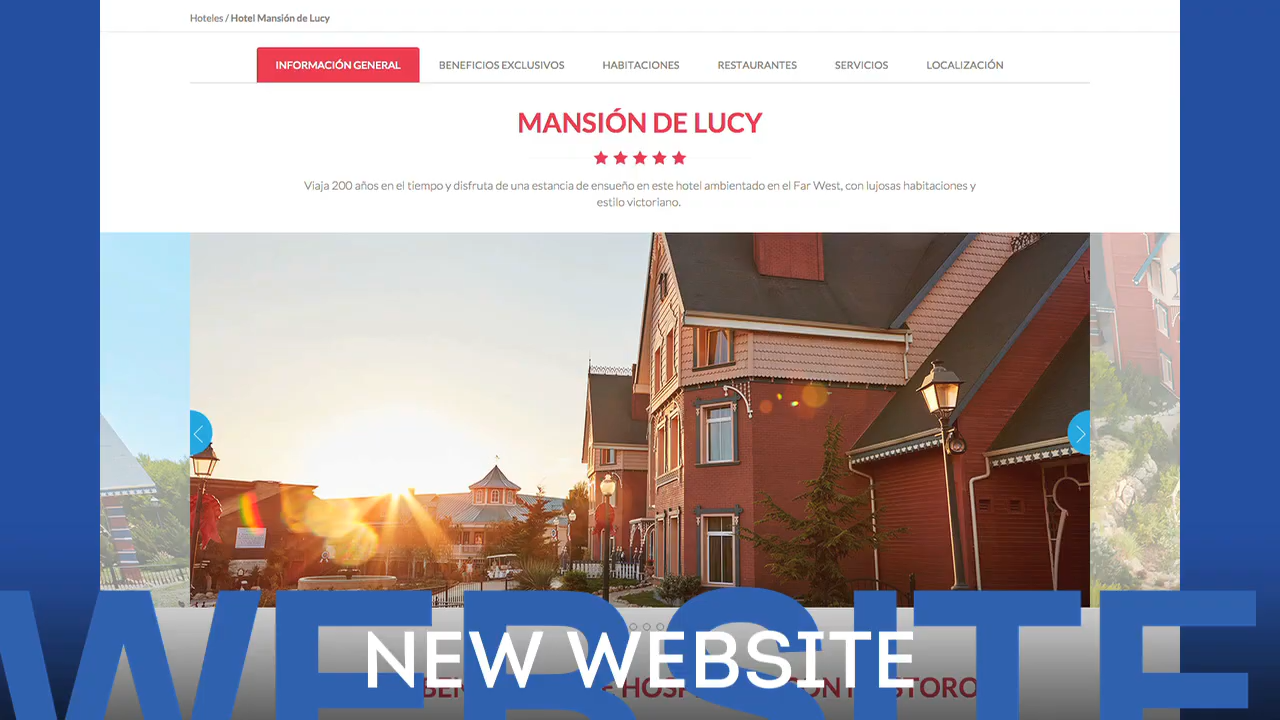 Hoteles / Hotel Mansión de Lucy
INFORMACIÓN GENERAL BENEFICIOS EXCLUSIVOS HABITACIONES RESTAURANTES SERVICIOS LOCALIZACIÓN
MANSIÓN DE LUCY
Viaja 200 años en el tiempo y disfruta de una estancia de ensueño en este hotel ambientado en el Far West, con lujosas habitaciones y
estilo victoriano.
WEBSITE
NEW WEBSITE